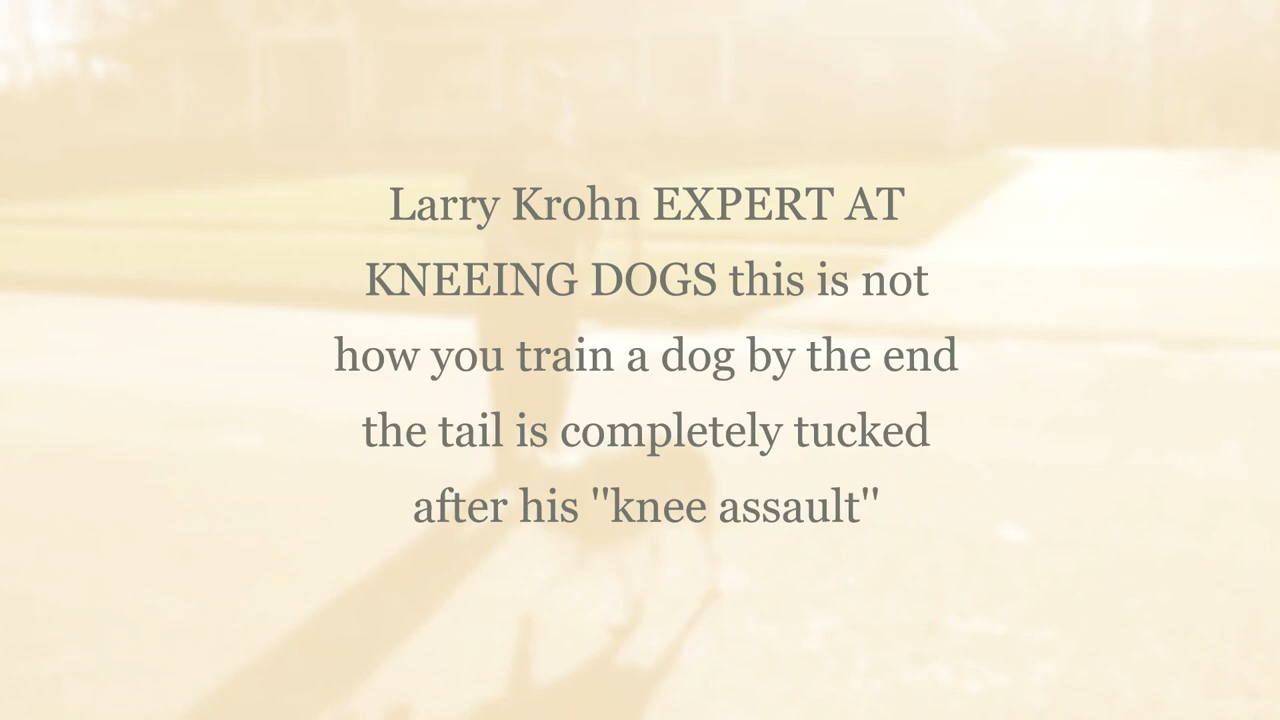 Larry Krohn EXPERT AT
KNEEING DOGS this is not
how you train a dog by the end
the tail is completely tucked
after his "knee assault"